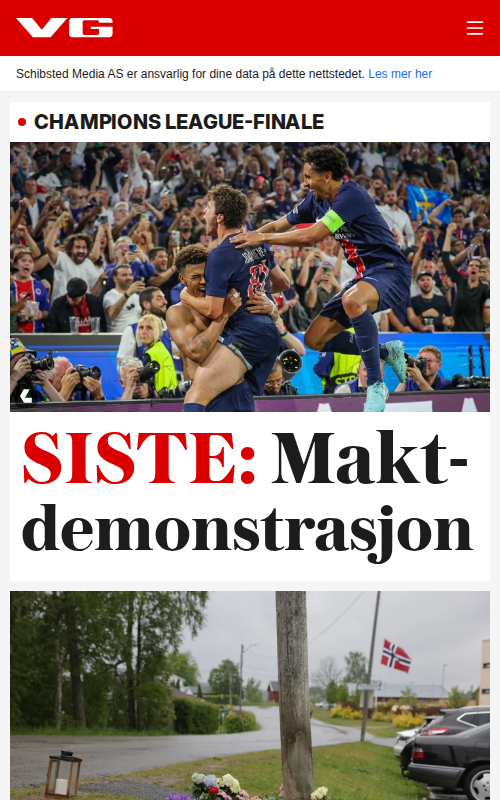 VG
Schibsted Media AS er ansvarlig for dine data på dette nettstedet. Les mer her
CHAMPIONS LEAGUE-FINALE
SISTE: Makt-
demonstrasjon